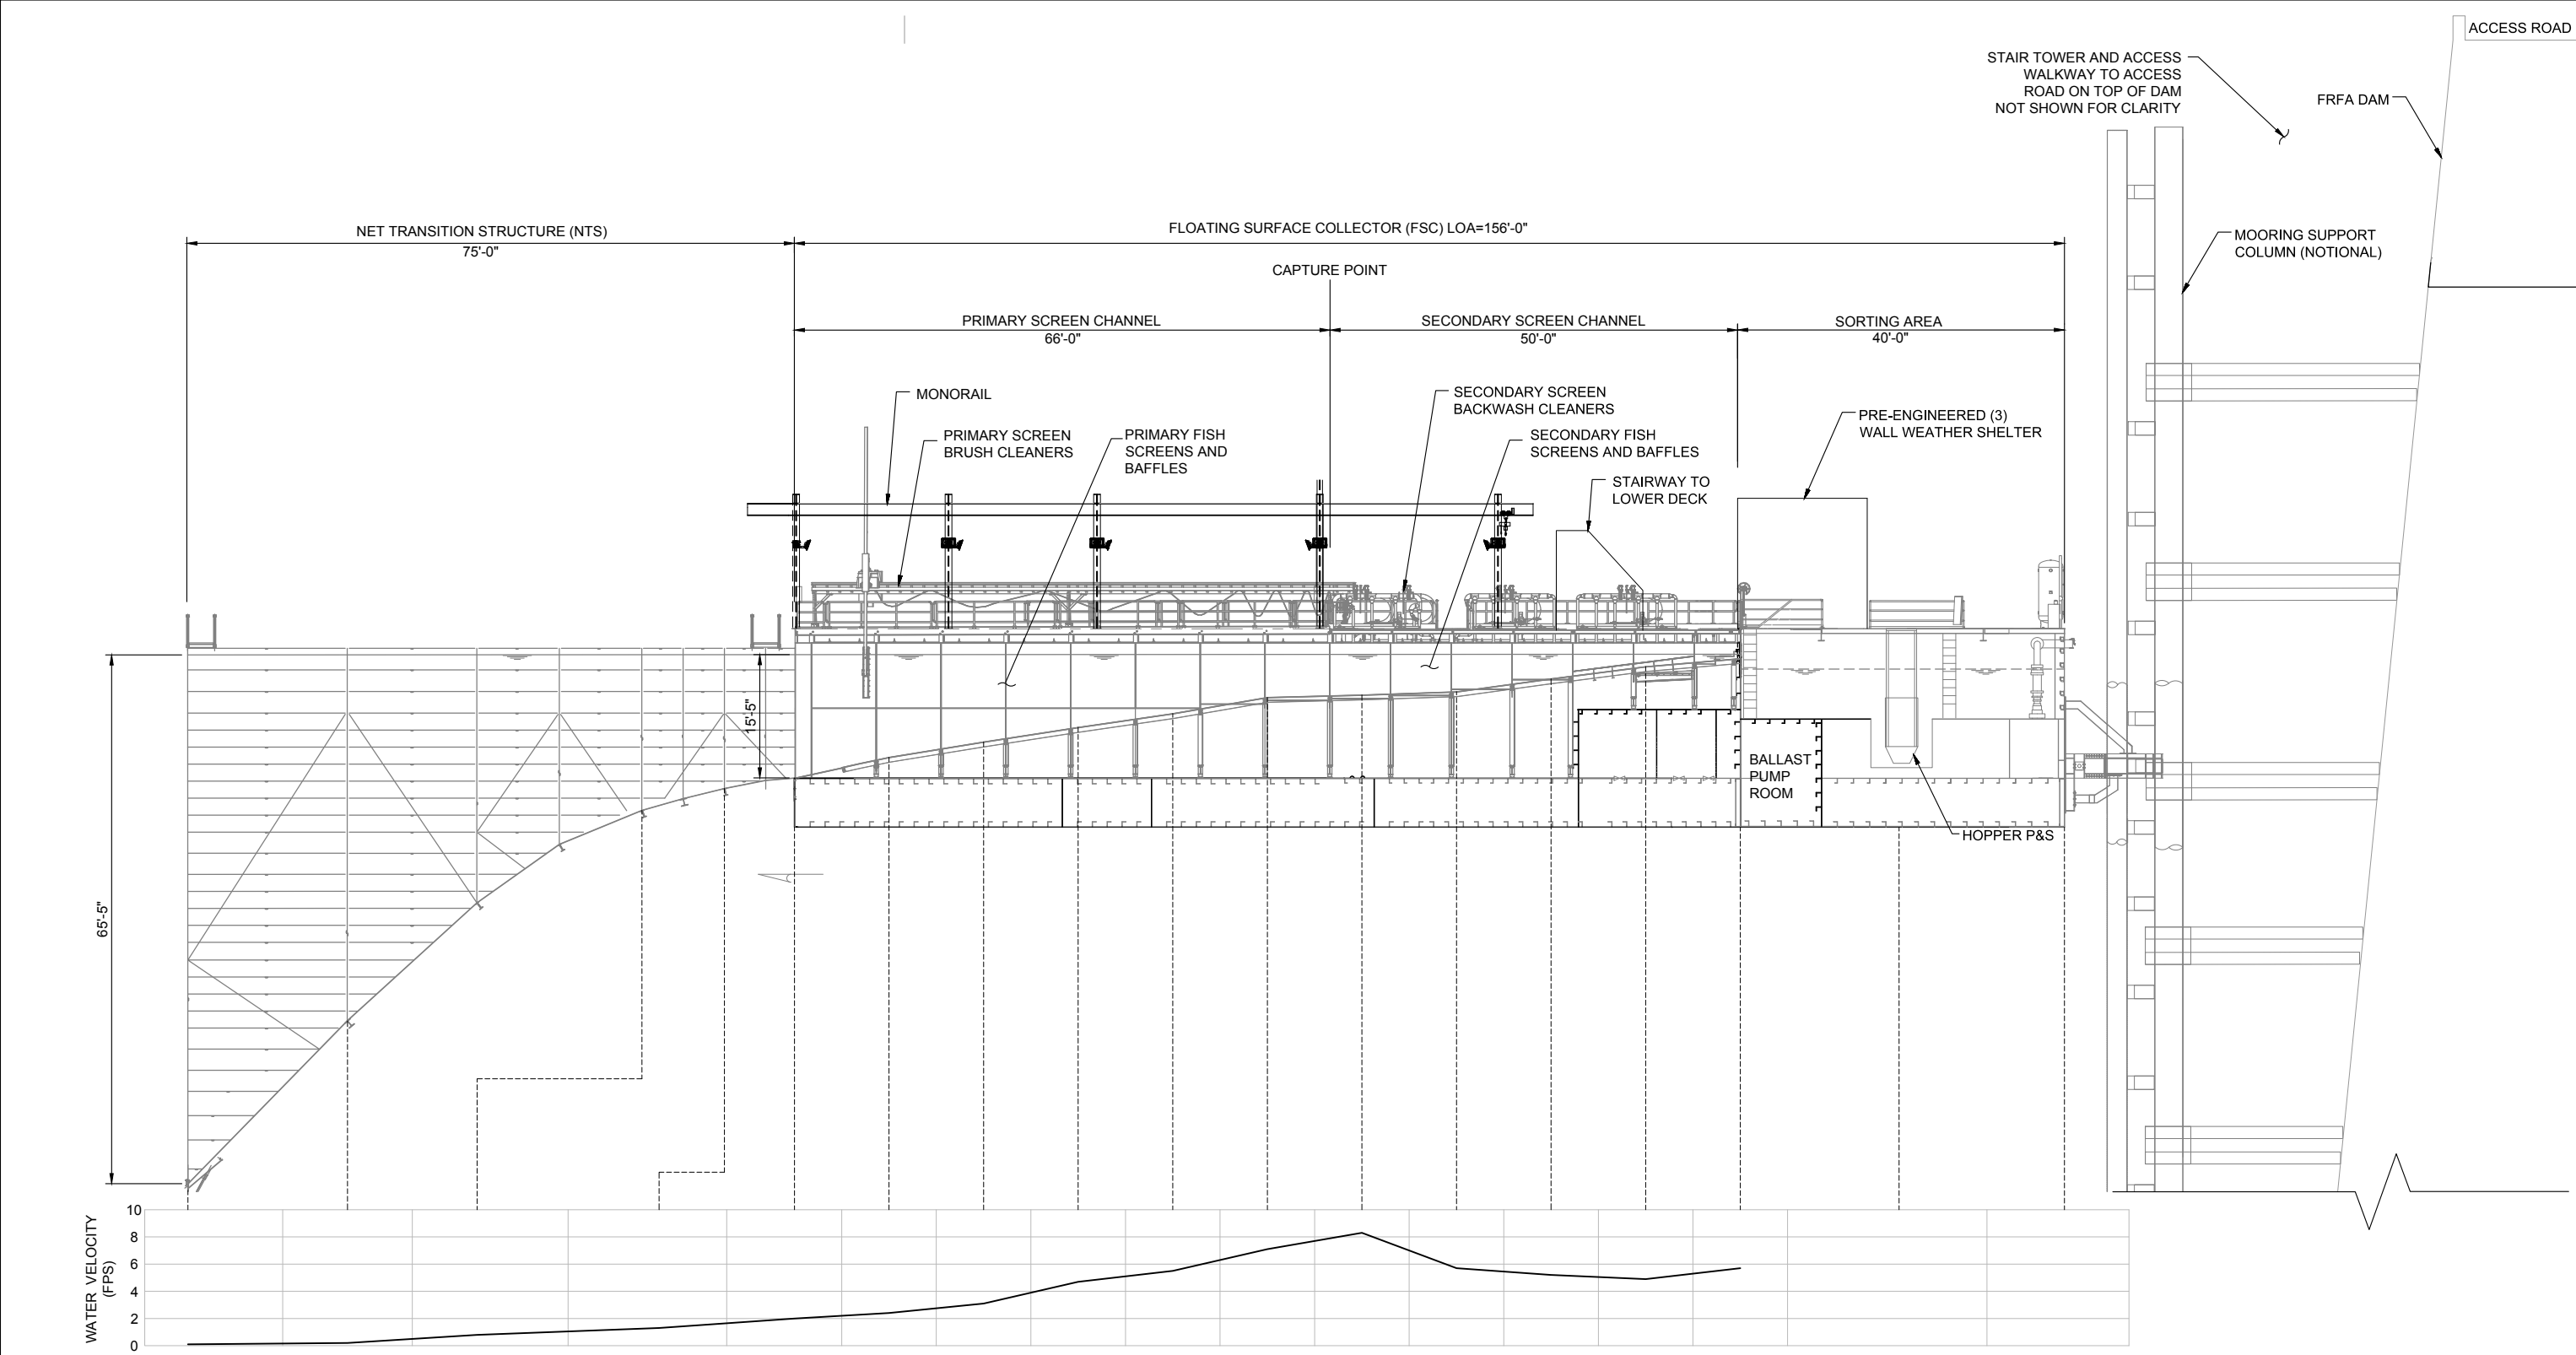 ACCESS ROAD
STAIR TOWER AND ACCESS
WALKWAY TO ACCESS
ROAD ON TOP OF DAM
NOT SHOWN FOR CLARITY
FRFA DAM
NET TRANSITION STRUCTURE (NTS)
75'-0"
FLOATING SURFACE COLLECTOR (FSC) LOA=156'-0"
MOORING SUPPORT
COLUMN (NOTIONAL)
CAPTURE POINT
PRIMARY SCREEN CHANNEL
66'-0"
SECONDARY SCREEN CHANNEL
50'-0"
SORTING AREA
40'-0"
MONORAIL
PRIMARY SCREEN
BRUSH CLEANERS
PRIMARY FISH
SCREENS AND
BAFFLES
SECONDARY SCREEN
BACKWASH CLEANERS
SECONDARY FISH
SCREENS AND BAFFLES
STAIRWAY TO
LOWER DECK
PRE-ENGINEERED (3)
WALL WEATHER SHELTER
15'-5"
65'-5"
BALLAST
PUMP
ROOM
HOPPER P&S
WATER VELOCITY
(FPS)
10
8
6
4
2
0